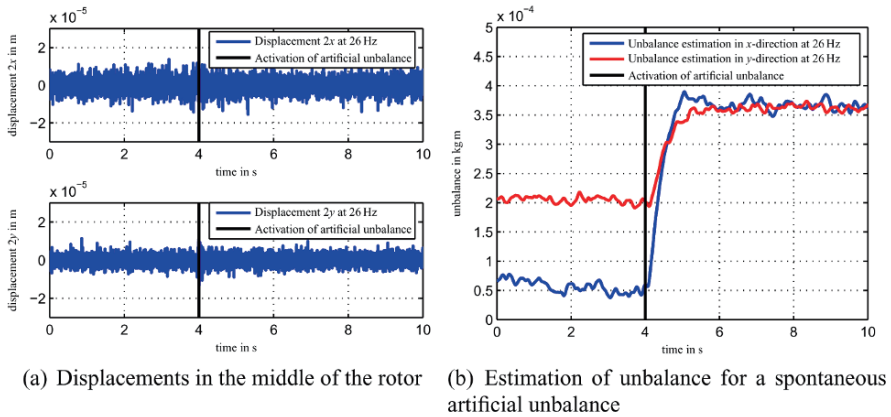 x 10⁻⁵
displacement 2x in m
2
0
−2
Displacement 2x at 26 Hz
Activation of artificial unbalance
0 2 4 6 8 10
time in s
x 10⁻⁵
displacement 2y in m
2
0
−2
Displacement 2y at 26 Hz
Activation of artificial unbalance
0 2 4 6 8 10
time in s
(a) Displacements in the middle of the rotor
x 10⁻⁴
unbalance in kg m
5
4.5
4
3.5
3
2.5
2
1.5
1
0.5
0
Unbalance estimation in x-direction at 26 Hz
Unbalance estimation in y-direction at 26 Hz
Activation of artificial unbalance
0 2 4 6 8 10
time in s
(b) Estimation of unbalance for a spontaneous
artificial unbalance